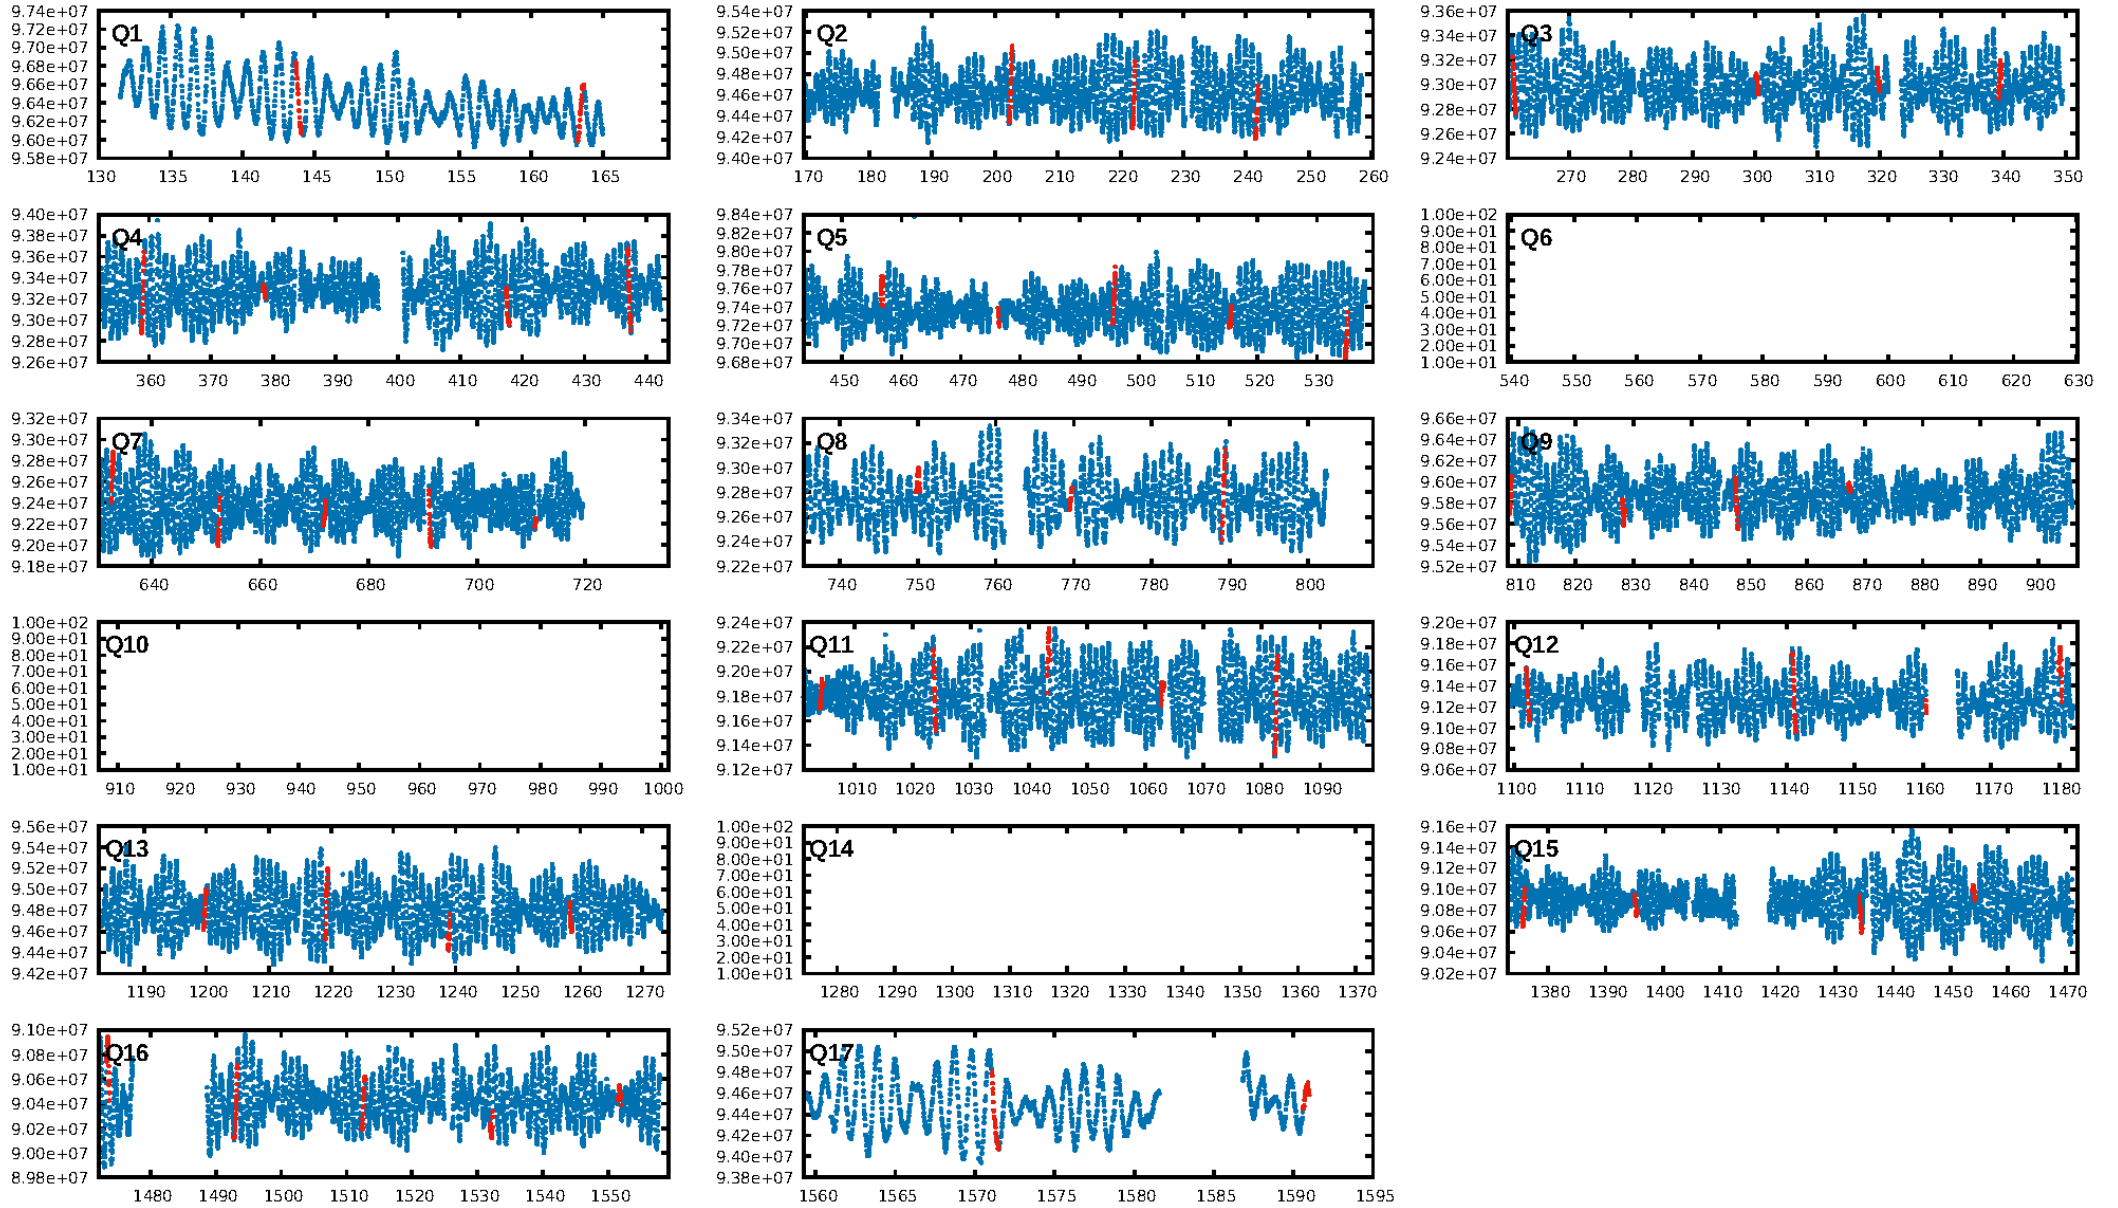 Q1
9.74e+07
9.72e+07
9.70e+07
9.68e+07
9.66e+07
9.64e+07
9.62e+07
9.60e+07
9.58e+07
130 135 140 145 150 155 160 165
Q2
9.54e+07
9.52e+07
9.50e+07
9.48e+07
9.46e+07
9.44e+07
9.42e+07
9.40e+07
170 180 190 200 210 220 230 240 250 260
Q3
9.36e+07
9.34e+07
9.33e+07
9.30e+07
9.28e+07
9.26e+07
9.24e+07
270 280 290 300 310 320 330 340 350
Q4
9.40e+07
9.38e+07
9.36e+07
9.34e+07
9.32e+07
9.30e+07
9.28e+07
9.26e+07
360 370 380 390 400 410 420 430 440
Q5
9.84e+07
9.82e+07
9.80e+07
9.78e+07
9.76e+07
9.74e+07
9.72e+07
9.70e+07
9.68e+07
450 460 470 480 490 500 510 520 530
Q6
1.00e+02
9.00e+01
8.00e+01
7.00e+01
6.00e+01
5.00e+01
4.00e+01
3.00e+01
2.00e+01
1.00e+01
540 550 560 570 580 590 600 610 620 630
Q7
9.32e+07
9.30e+07
9.28e+07
9.26e+07
9.24e+07
9.22e+07
9.20e+07
9.18e+07
640 660 680 700 720
Q8
9.34e+07
9.32e+07
9.30e+07
9.28e+07
9.26e+07
9.24e+07
9.22e+07
740 750 760 770 780 790 800
Q9
9.66e+07
9.64e+07
9.62e+07
9.60e+07
9.58e+07
9.56e+07
9.54e+07
9.52e+07
810 820 830 840 850 860 870 880 890 900
Q10
1.00e+02
9.00e+01
8.00e+01
7.00e+01
6.00e+01
5.00e+01
4.00e+01
3.00e+01
2.00e+01
1.00e+01
910 920 930 940 950 960 970 980 990 1000
Q11
9.24e+07
9.22e+07
9.20e+07
9.18e+07
9.16e+07
9.14e+07
9.12e+07
1010 1020 1030 1040 1050 1060 1070 1080 1090
Q12
9.20e+07
9.18e+07
9.16e+07
9.14e+07
9.12e+07
9.10e+07
9.08e+07
9.06e+07
1100 1110 1120 1130 1140 1150 1160 1170 1180
Q13
9.56e+07
9.54e+07
9.52e+07
9.50e+07
9.48e+07
9.46e+07
9.44e+07
9.42e+07
1190 1200 1210 1220 1230 1240 1250 1260 1270
Q14
1.00e+02
9.00e+01
8.00e+01
7.00e+01
6.00e+01
5.00e+01
4.00e+01
3.00e+01
2.00e+01
1.00e+01
1280 1290 1300 1310 1320 1330 1340 1350 1360 1370
Q15
9.16e+07
9.14e+07
9.12e+07
9.10e+07
9.08e+07
9.06e+07
9.04e+07
9.02e+07
1380 1390 1400 1410 1420 1430 1440 1450 1460 1470
Q16
9.10e+07
9.08e+07
9.06e+07
9.04e+07
9.02e+07
9.00e+07
8.98e+07
1480 1490 1500 1510 1520 1530 1540 1550
Q17
9.52e+07
9.50e+07
9.48e+07
9.46e+07
9.44e+07
9.42e+07
9.40e+07
9.38e+07
1560 1565 1570 1575 1580 1585 1590 1595